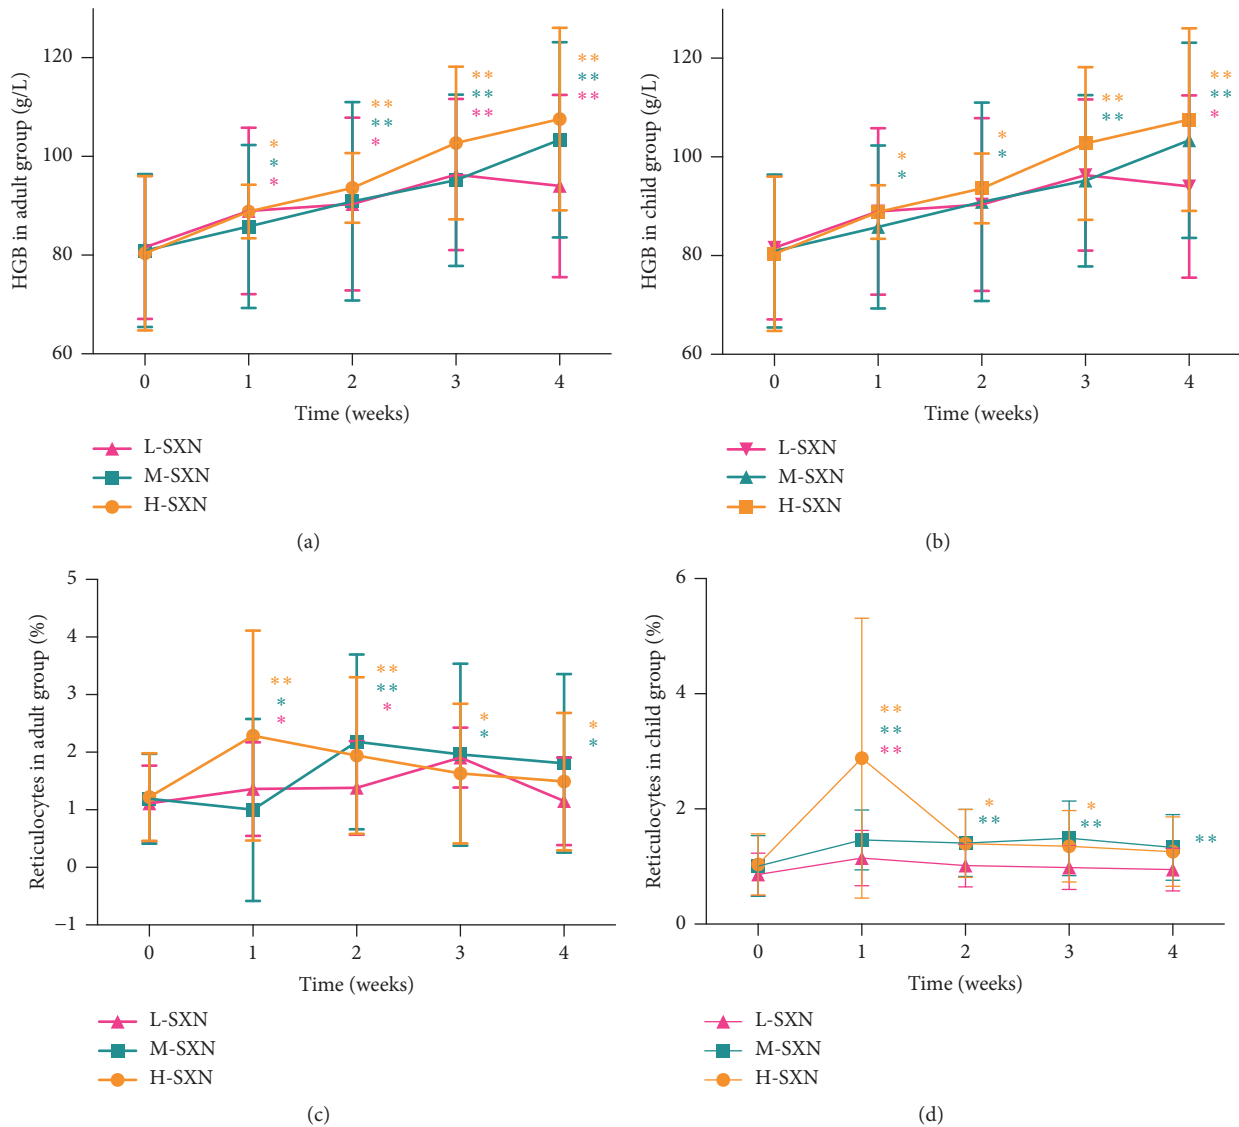 HGB in adult group (g/L)
120
100
80
60
** ** **
* ** ** **
* * ** **
0 1 2 3 4
Time (weeks)
L-SXN
M-SXN
H-SXN
(a)
HGB in child group (g/L)
120
100
80
60
* * ** **
* * ** **
*
0 1 2 3 4
Time (weeks)
L-SXN
M-SXN
H-SXN
(b)
Reticulocytes in adult group (%)
5
4
3
2
1
0
−1
** ** * *
* ** * *
* *
0 1 2 3 4
Time (weeks)
L-SXN
M-SXN
H-SXN
(c)
Reticulocytes in child group (%)
6
4
2
0
** * *
** ** ** **
**
0 1 2 3 4
Time (weeks)
L-SXN
M-SXN
H-SXN
(d)